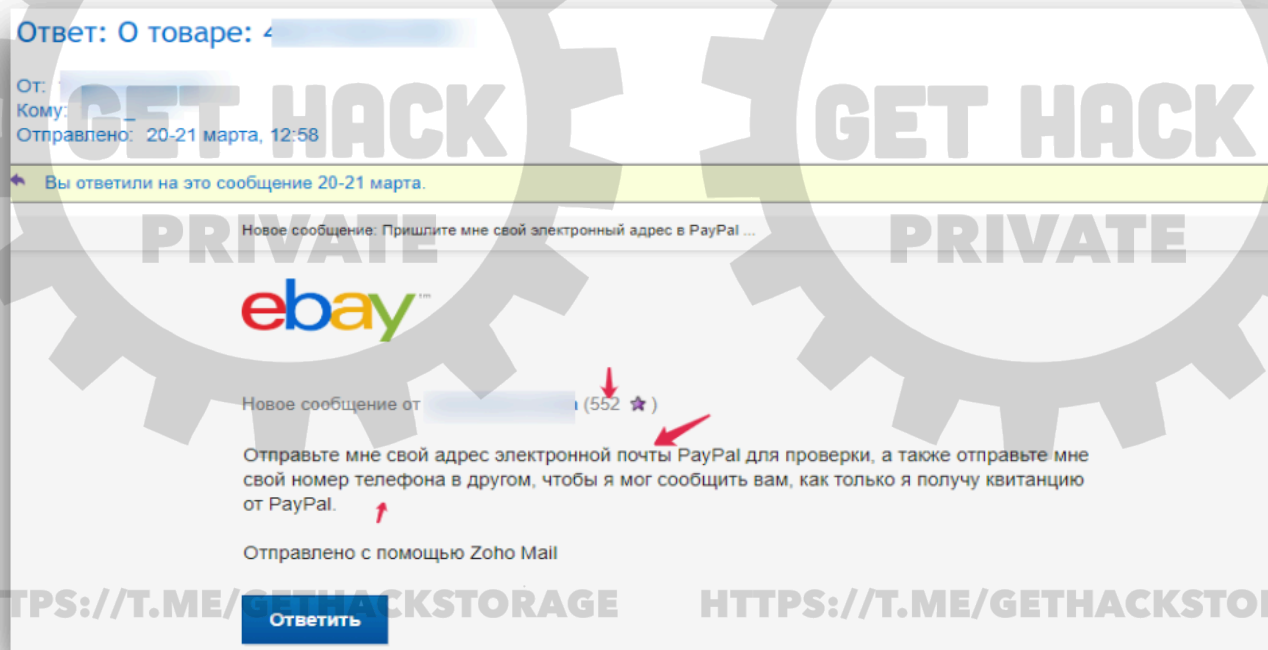 Ответ: О товаре: 4
От:
Кому: _
Отправлено: 20-21 марта, 12:58
GET HACK GET HACK
Вы ответили на это сообщение 20-21 марта.
PRIVATE PRIVATE
Новое сообщение: Пришлите мне свой электронный адрес в PayPal ...
ebay™
Новое сообщение от (552 )
Отправьте мне свой адрес электронной почты PayPal для проверки, а также отправьте мне
свой номер телефона в другом, чтобы я мог сообщить вам, как только я получу квитанцию
от PayPal.
Отправлено с помощью Zoho Mail
TPS://T.ME/GETHACKSTORAGE HTTPS://T.ME/GETHACKSTO
Ответить